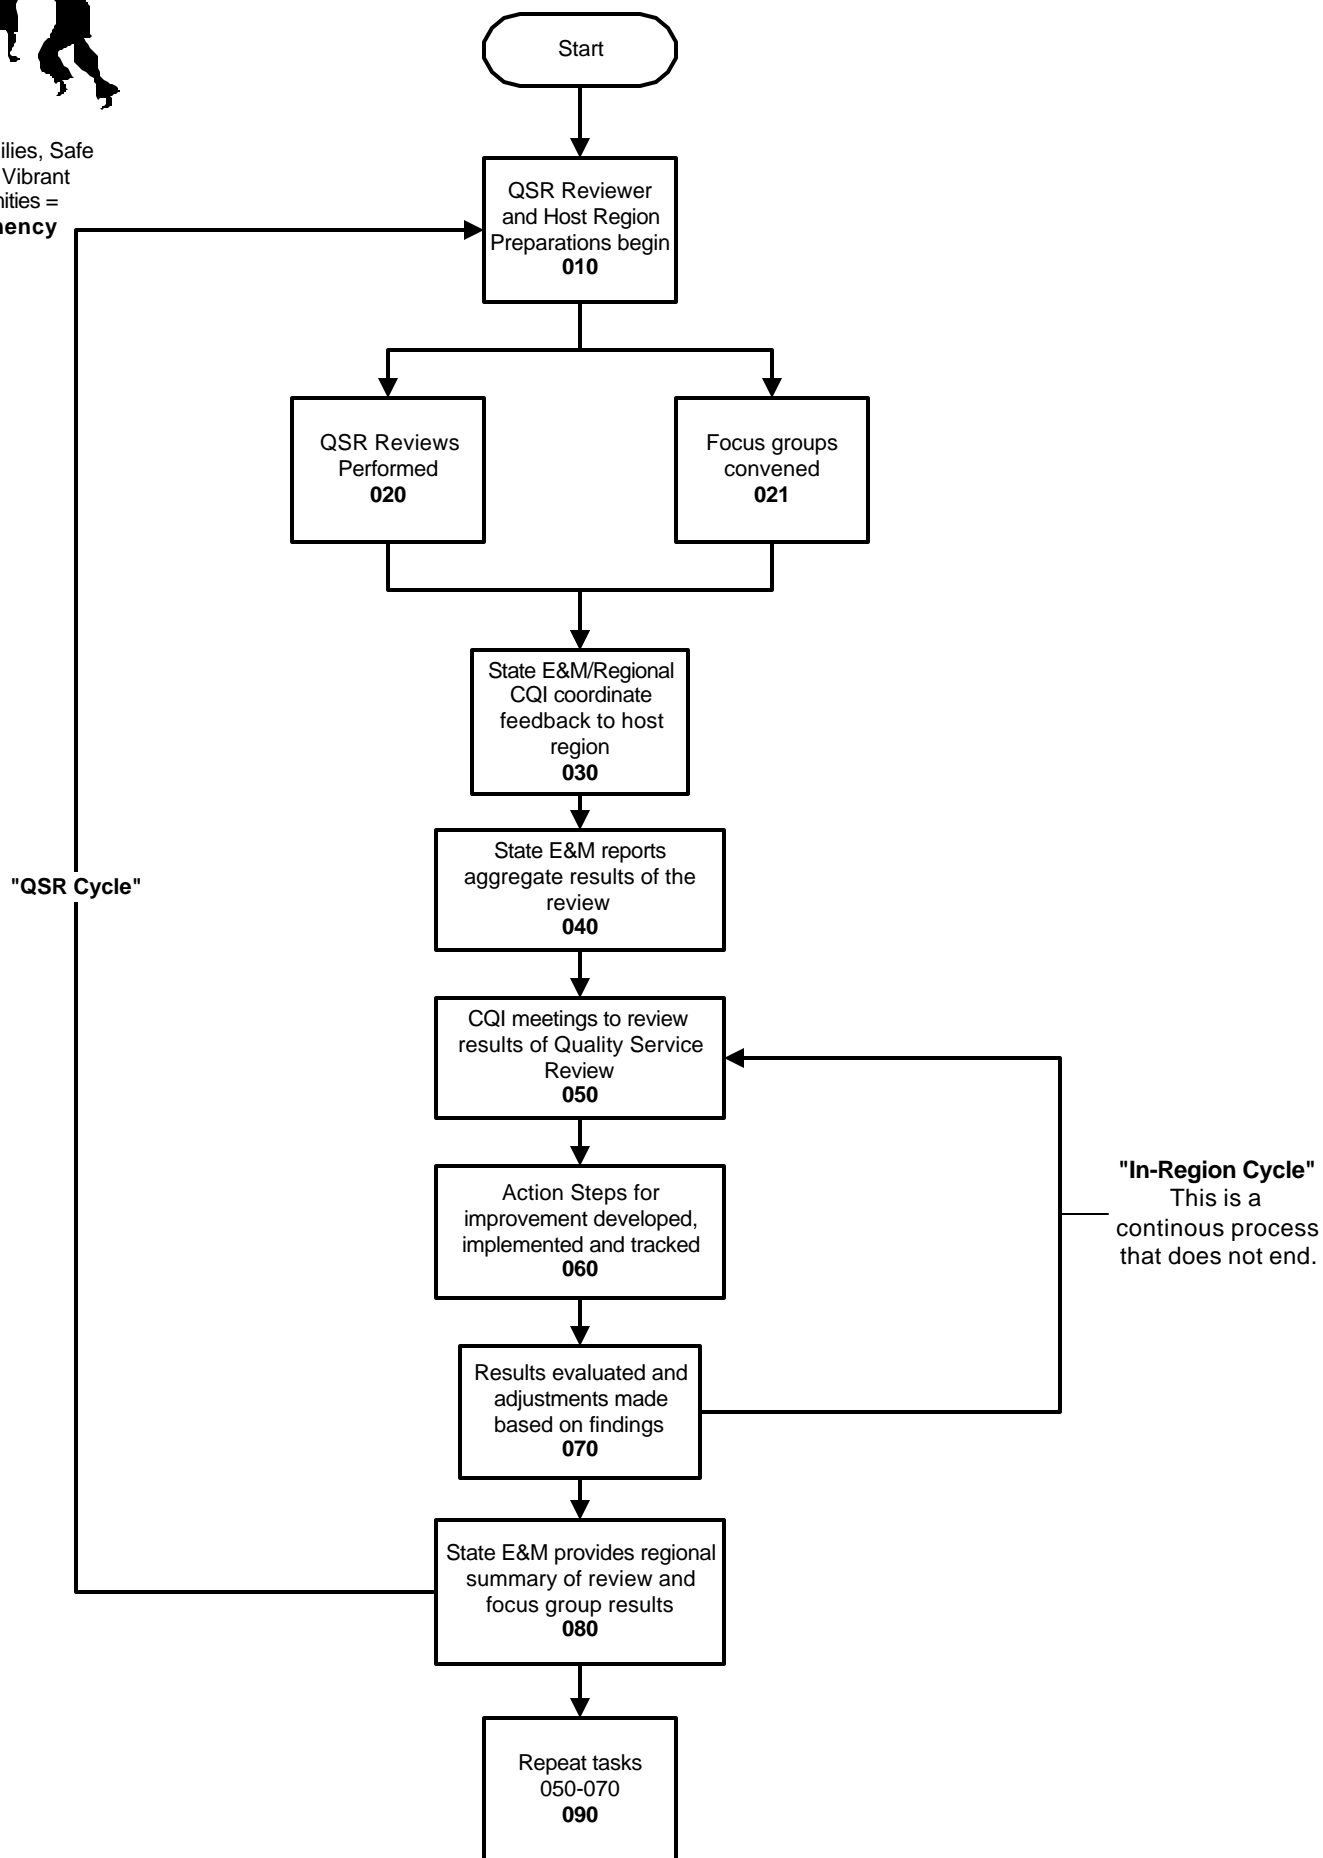 Start
Safe
Vibrant
=
QSR Reviewer
and Host Region
Preparations begin
010
QSR Reviews
Performed
020
Focus groups
convened
021
State E&M/Regional
CQI coordinate
feedback to host
region
030
State E&M reports
aggregate results of the
review
040
"QSR Cycle"
CQI meetings to review
results of Quality Service
Review
050
Action Steps for
improvement developed,
implemented and tracked
060
"In-Region Cycle"
This is a
continous process
that does not end.
Results evaluated and
adjustments made
based on findings
070
State E&M provides regional
summary of review and
focus group results
080
Repeat tasks
050-070
090